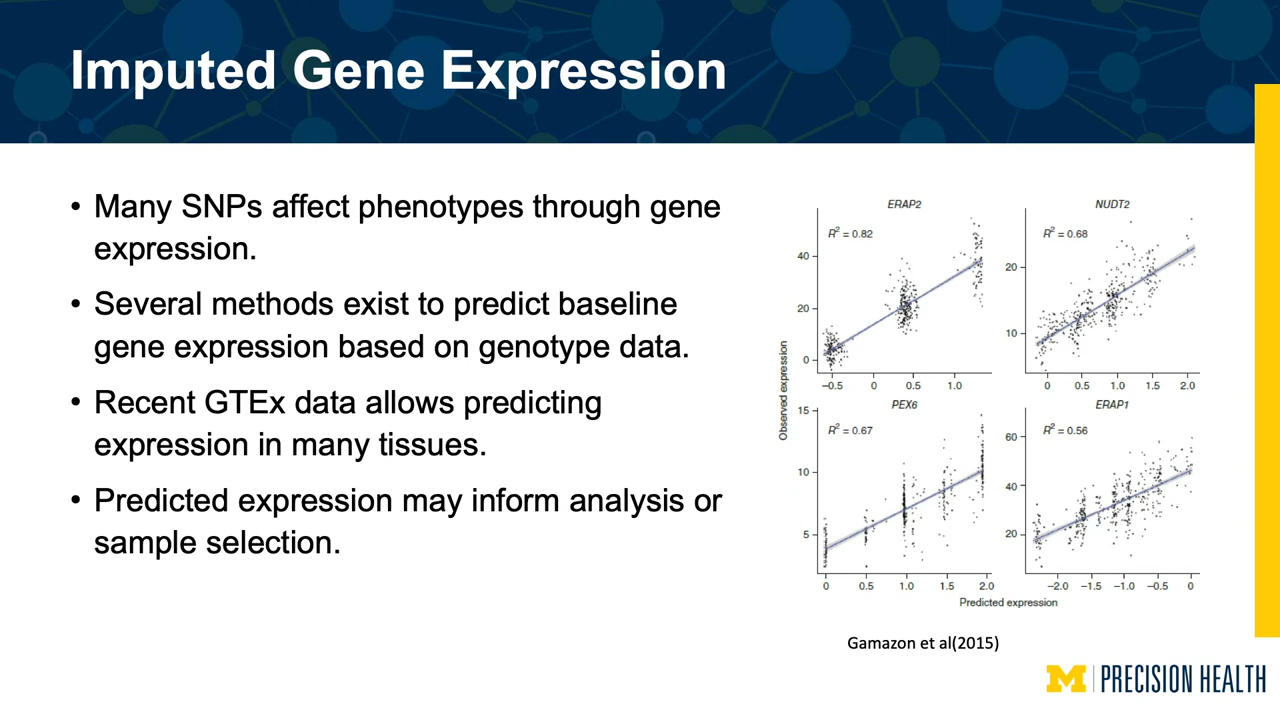 Imputed Gene Expression
• Many SNPs affect phenotypes through gene
expression.
• Several methods exist to predict baseline
gene expression based on genotype data.
• Recent GTEx data allows predicting
expression in many tissues.
• Predicted expression may inform analysis or
sample selection.
ERAP2
R² = 0.82
40
20
0
−0.5 0 0.5 1.0
NUDT2
R² = 0.68
20
10
0 0.5 1.0 1.5 2.0
Observed expression
PEX6
R² = 0.67
15
10
5
0 0.5 1.0 1.5 2.0
ERAP1
R² = 0.56
60
40
20
−2.0 −1.5 −1.0 −0.5 0
Predicted expression
Gamazon et al(2015)
M PRECISION HEALTH